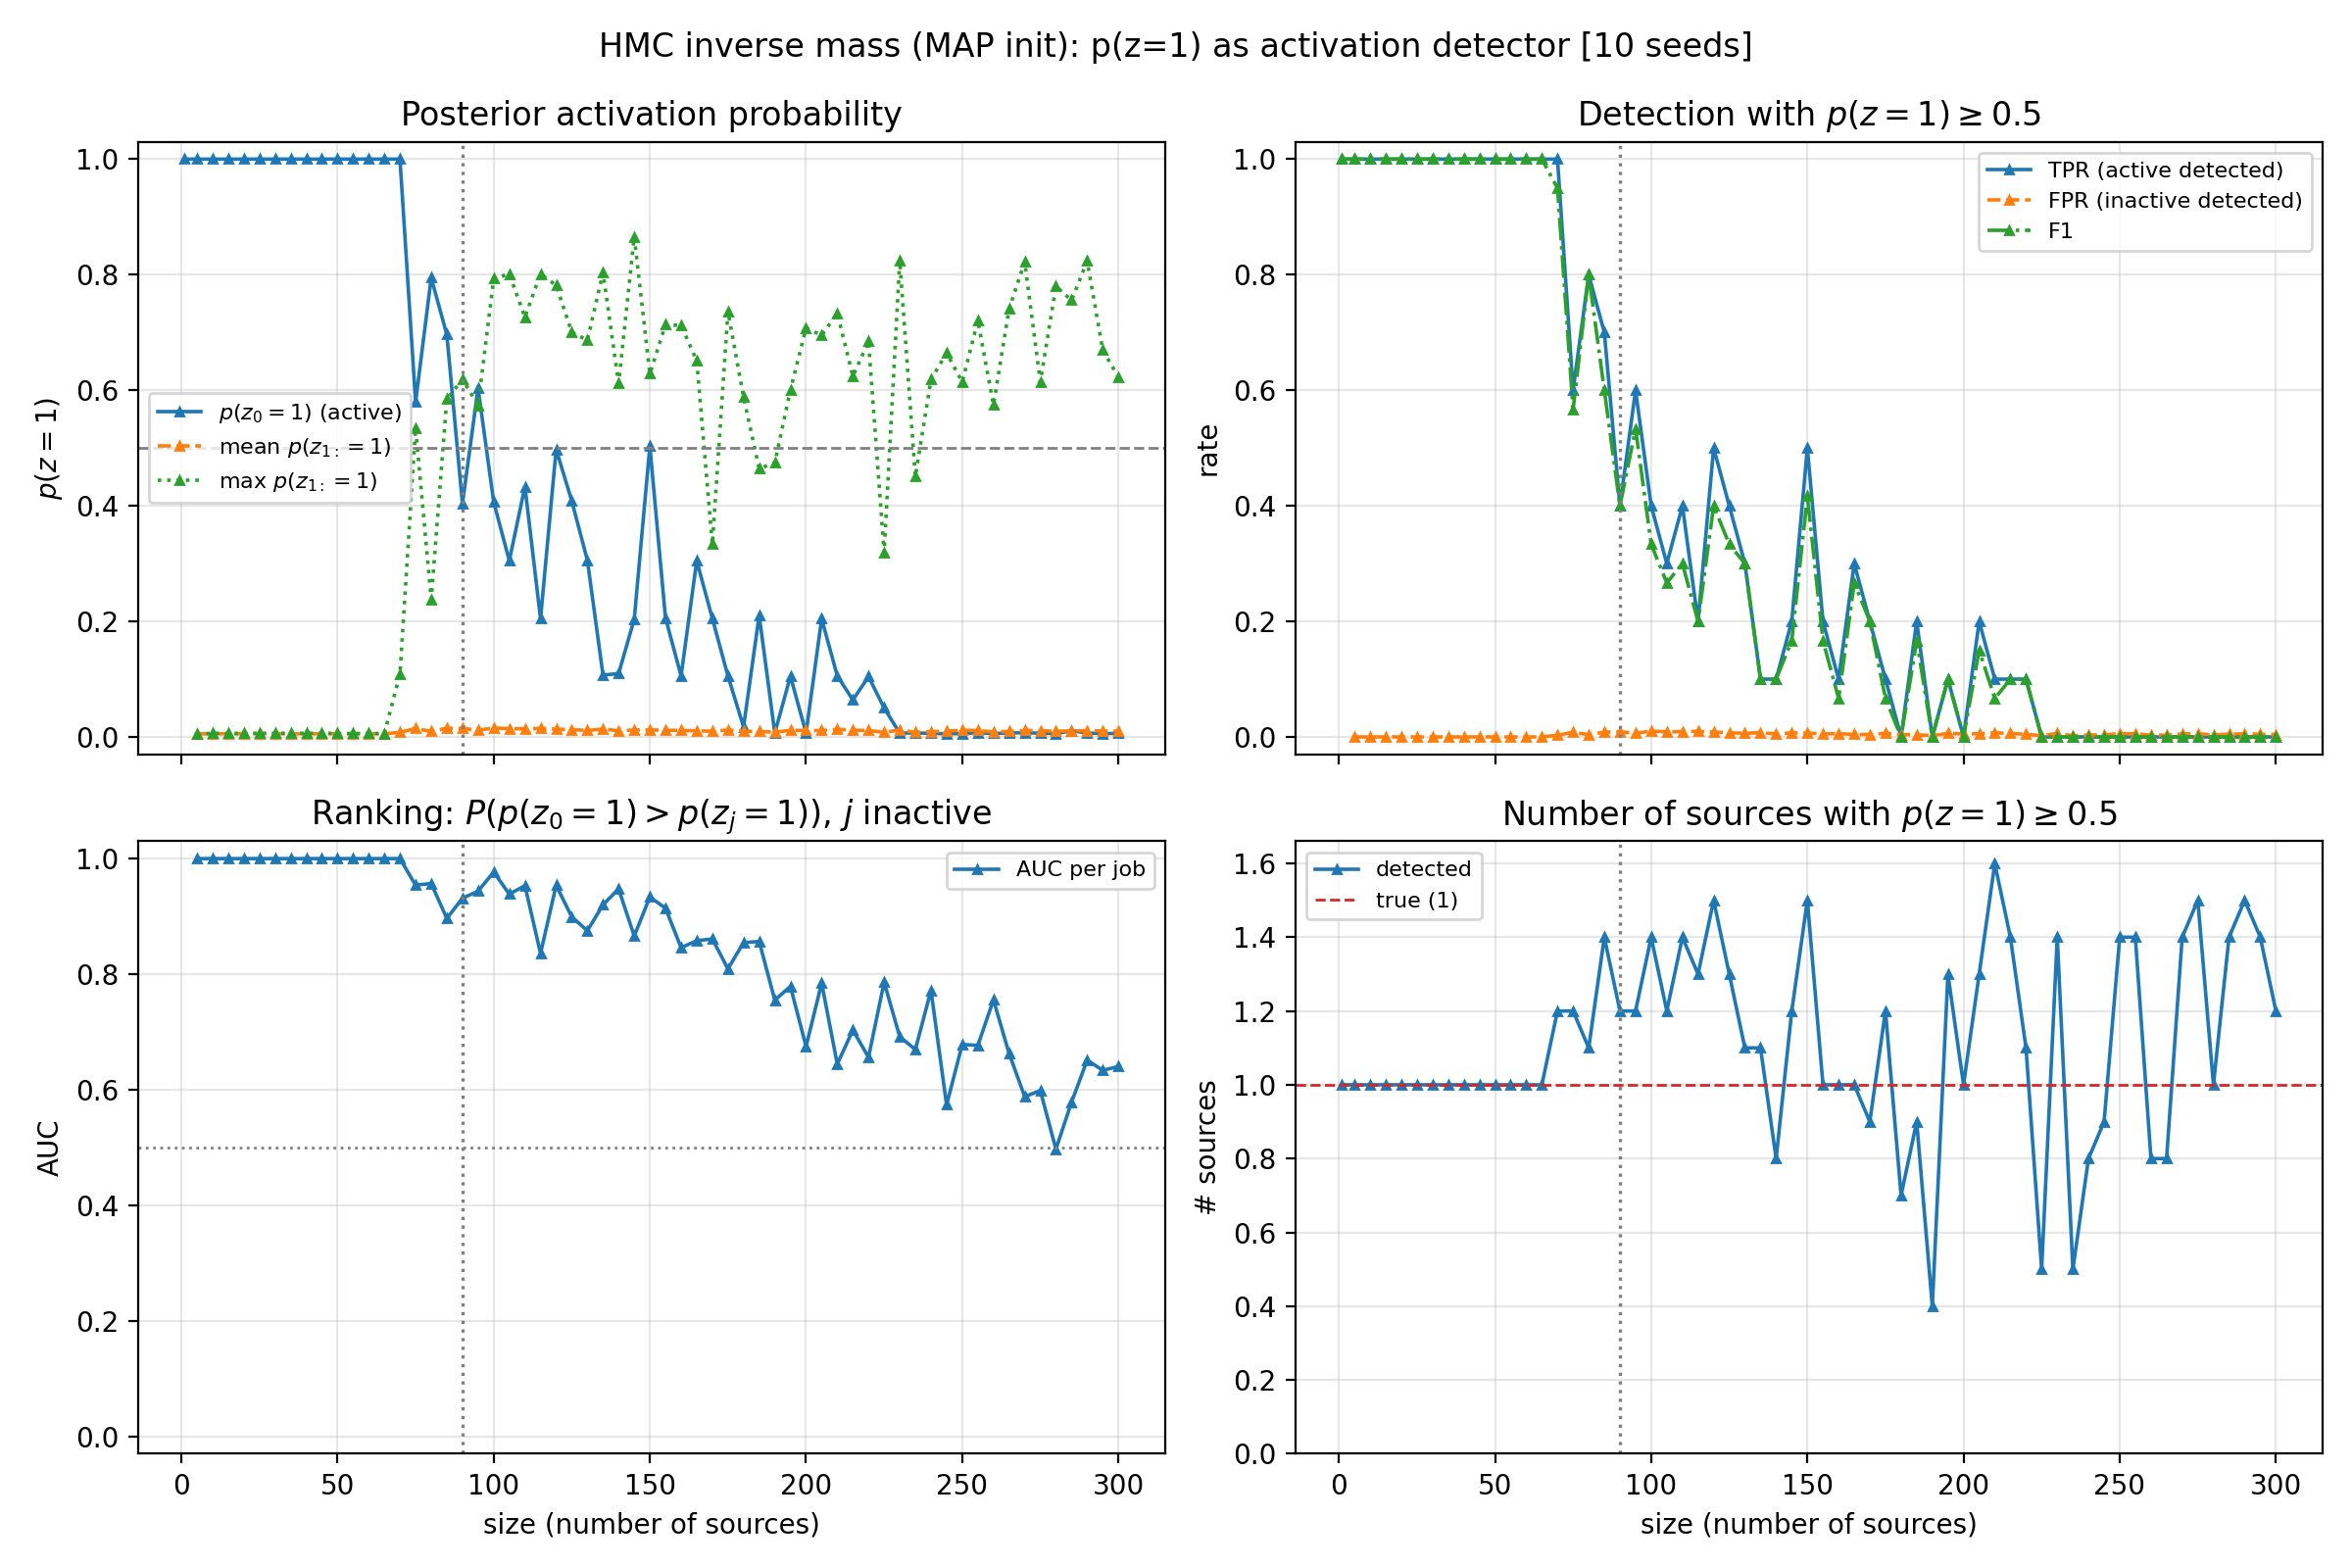 HMC inverse mass (MAP init): p(z=1) as activation detector [10 seeds]
Posterior activation probability
p(z = 1)
1.0
0.8
0.6
0.4
0.2
0.0
p(z₀ = 1) (active)
mean p(z₁: = 1)
max p(z₁: = 1)
Detection with p(z = 1) ≥ 0.5
rate
1.0
0.8
0.6
0.4
0.2
0.0
TPR (active detected)
FPR (inactive detected)
F1
Ranking: P(p(z₀ = 1) > p(zⱼ = 1)), j inactive
AUC
1.0
0.8
0.6
0.4
0.2
0.0
AUC per job
0 50 100 150 200 250 300
size (number of sources)
Number of sources with p(z = 1) ≥ 0.5
# sources
1.6
1.4
1.2
1.0
0.8
0.6
0.4
0.2
0.0
detected
true (1)
0 50 100 150 200 250 300
size (number of sources)